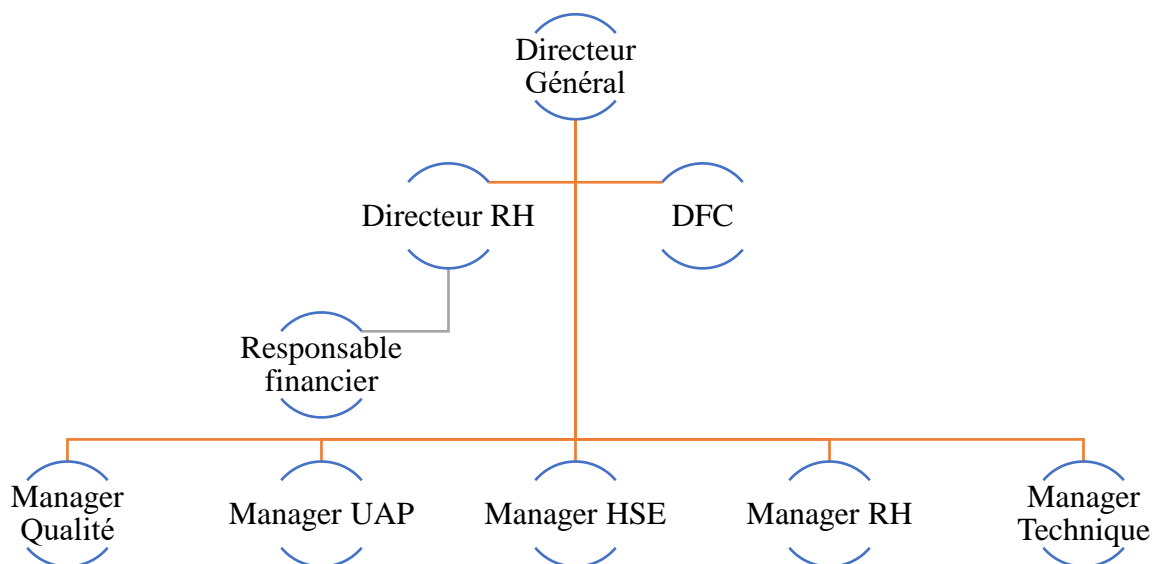 Directeur
Général
Directeur RH
DFC
Responsable
financier
Manager
Qualité
Manager UAP
Manager HSE
Manager RH
Manager
Technique